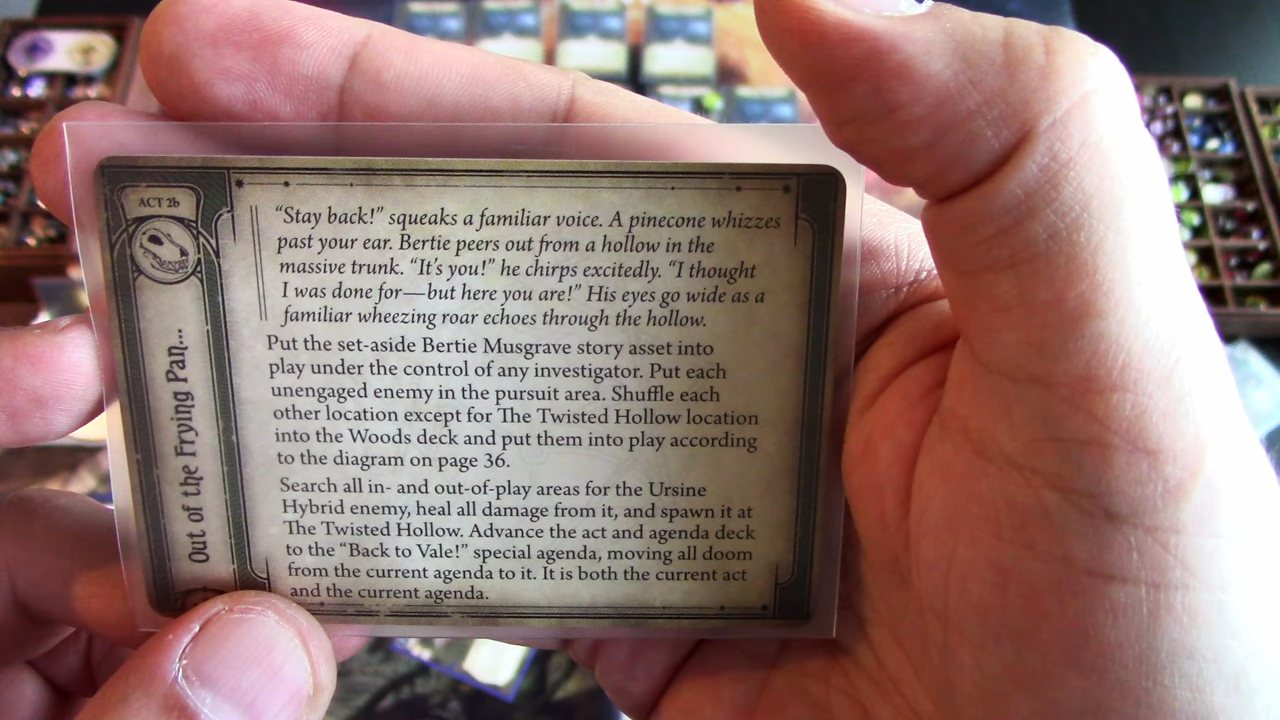 ACT 2b
Out of the Frying Pan...
“Stay back!” squeaks a familiar voice. A pinecone whizzes
past your ear. Bertie peers out from a hollow in the
massive trunk. “It’s you!” he chirps excitedly. “I thought
I was done for—but here you are!” His eyes go wide as a
familiar wheezing roar echoes through the hollow.
Put the set-aside Bertie Musgrave story asset into
play under the control of any investigator. Put each
unengaged enemy in the pursuit area. Shuffle each
other location except for The Twisted Hollow location
into the Woods deck and put them into play according
to the diagram on page 36.
Search all in- and out-of-play areas for the Ursine
Hybrid enemy, heal all damage from it, and spawn it at
The Twisted Hollow. Advance the act and agenda deck
to the “Back to Vale!” special agenda, moving all doom
from the current agenda to it. It is both the current act
and the current agenda.